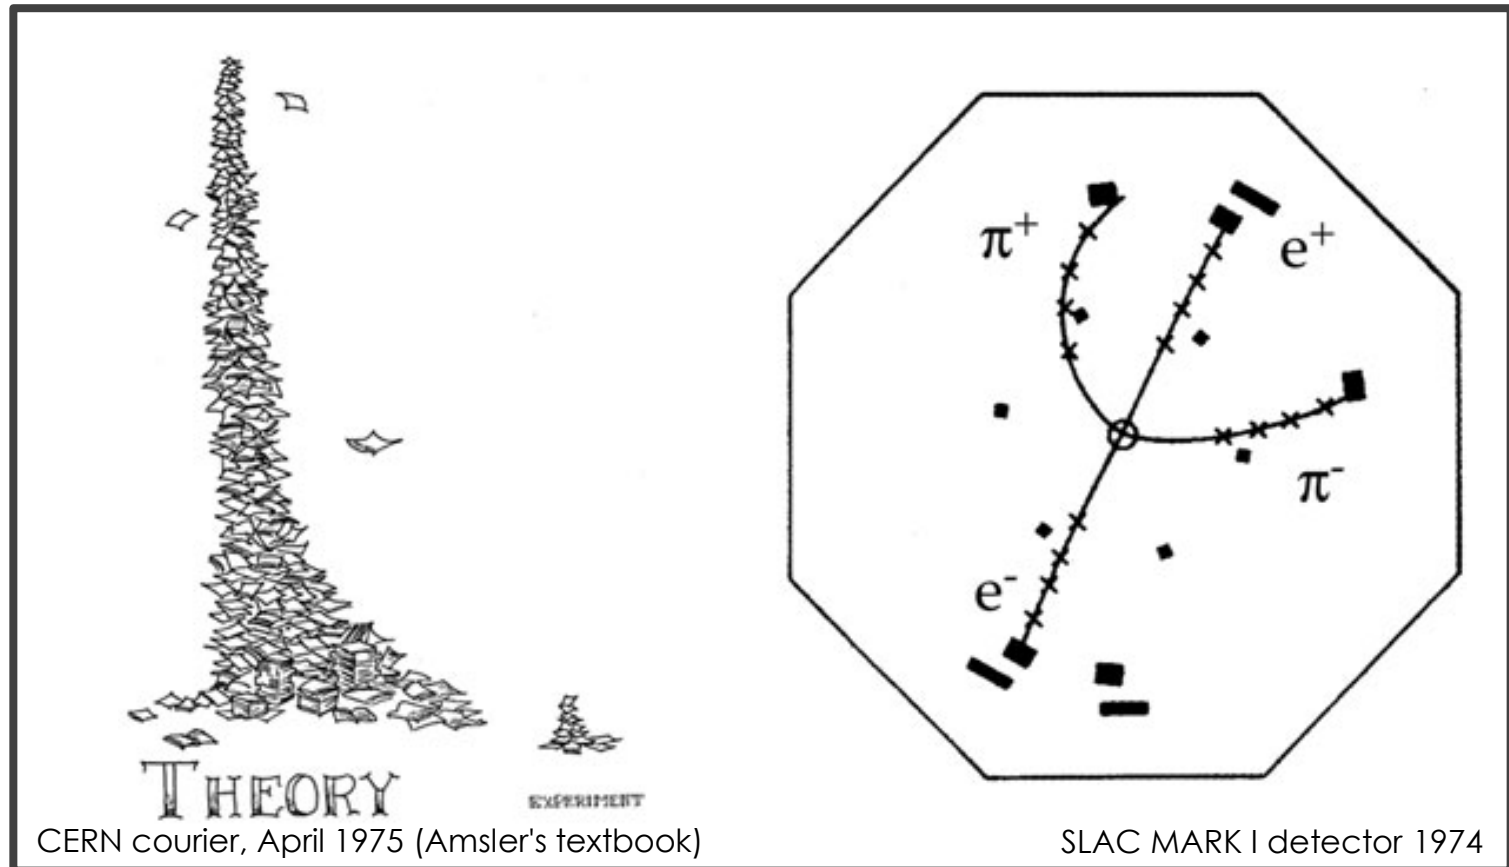 THEORY
EXPERIMENT
CERN courier, April 1975 (Amsler's textbook)
π⁺
e⁺
π⁻
e⁻
SLAC MARK I detector 1974